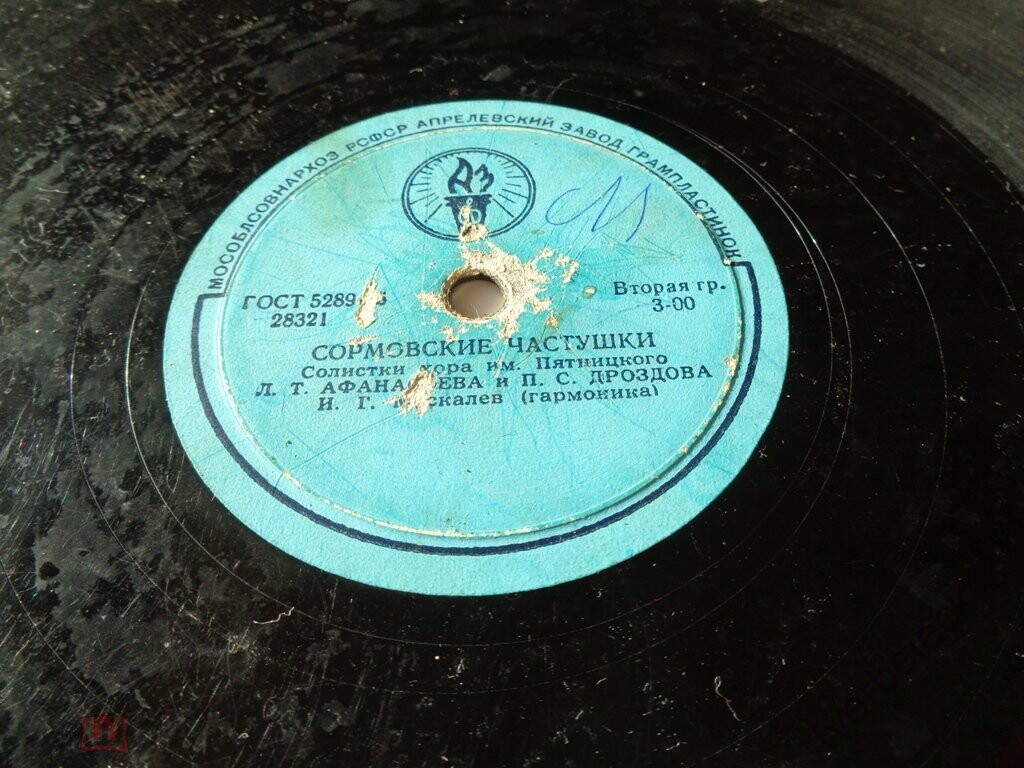 МОСОБЛСОВНАРХОЗ РСФСР АПРЕЛЕВСКИЙ ЗАВОД ГРАМПЛАСТИНОК
АЗ
ГОСТ 5289
Вторая гр.
28321
3-00
СОРМОВСКИЕ ЧАСТУШКИ
Солистки хора им. Пятницкого
Л. Т. и П. С. ДРОЗДОВА
И. Г. (гармоника)